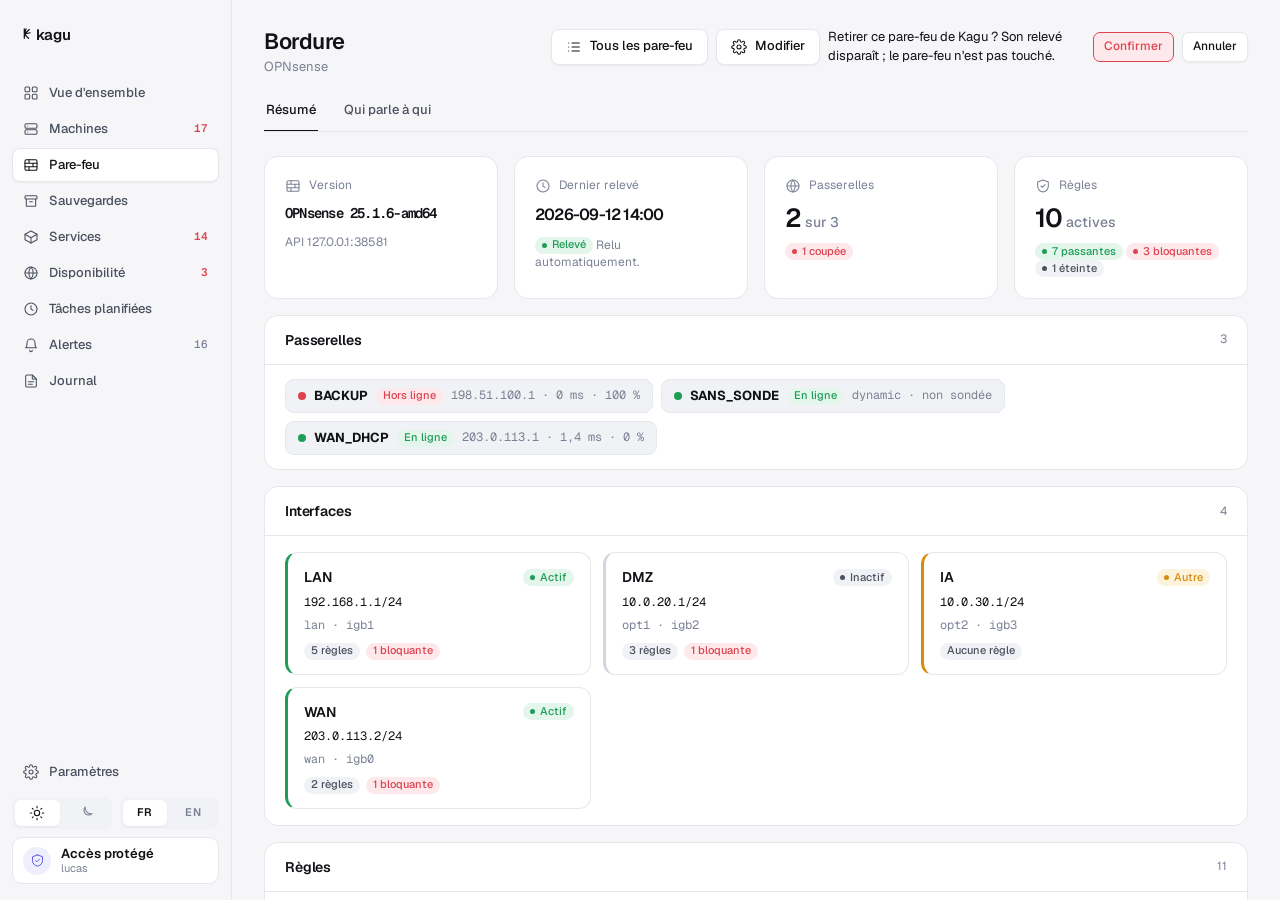 kagu
Vue d'ensemble
Machines 17
Pare-feu
Sauvegardes
Services 14
Disponibilité 3
Tâches planifiées
Alertes 16
Journal
Paramètres
FR EN
Accès protégé
lucas
Bordure
OPNsense
Tous les pare-feu
Modifier
Retirer ce pare-feu de Kagu ? Son relevé
disparaît ; le pare-feu n'est pas touché.
Confirmer
Annuler
Résumé
Qui parle à qui
Version
OPNsense 25.1.6-amd64
API 127.0.0.1:38581
Dernier relevé
2026-09-12 14:00
Relevé Relu
automatiquement.
Passerelles
2 sur 3
1 coupée
Règles
10 actives
7 passantes 3 bloquantes
1 éteinte
Passerelles 3
BACKUP Hors ligne 198.51.100.1 · 0 ms · 100 %
SANS_SONDE En ligne dynamic · non sondée
WAN_DHCP En ligne 203.0.113.1 · 1,4 ms · 0 %
Interfaces 4
LAN Actif
192.168.1.1/24
lan · igb1
5 règles 1 bloquante
DMZ Inactif
10.0.20.1/24
opt1 · igb2
3 règles 1 bloquante
IA Autre
10.0.30.1/24
opt2 · igb3
Aucune règle
WAN Actif
203.0.113.2/24
wan · igb0
2 règles 1 bloquante
Règles 11